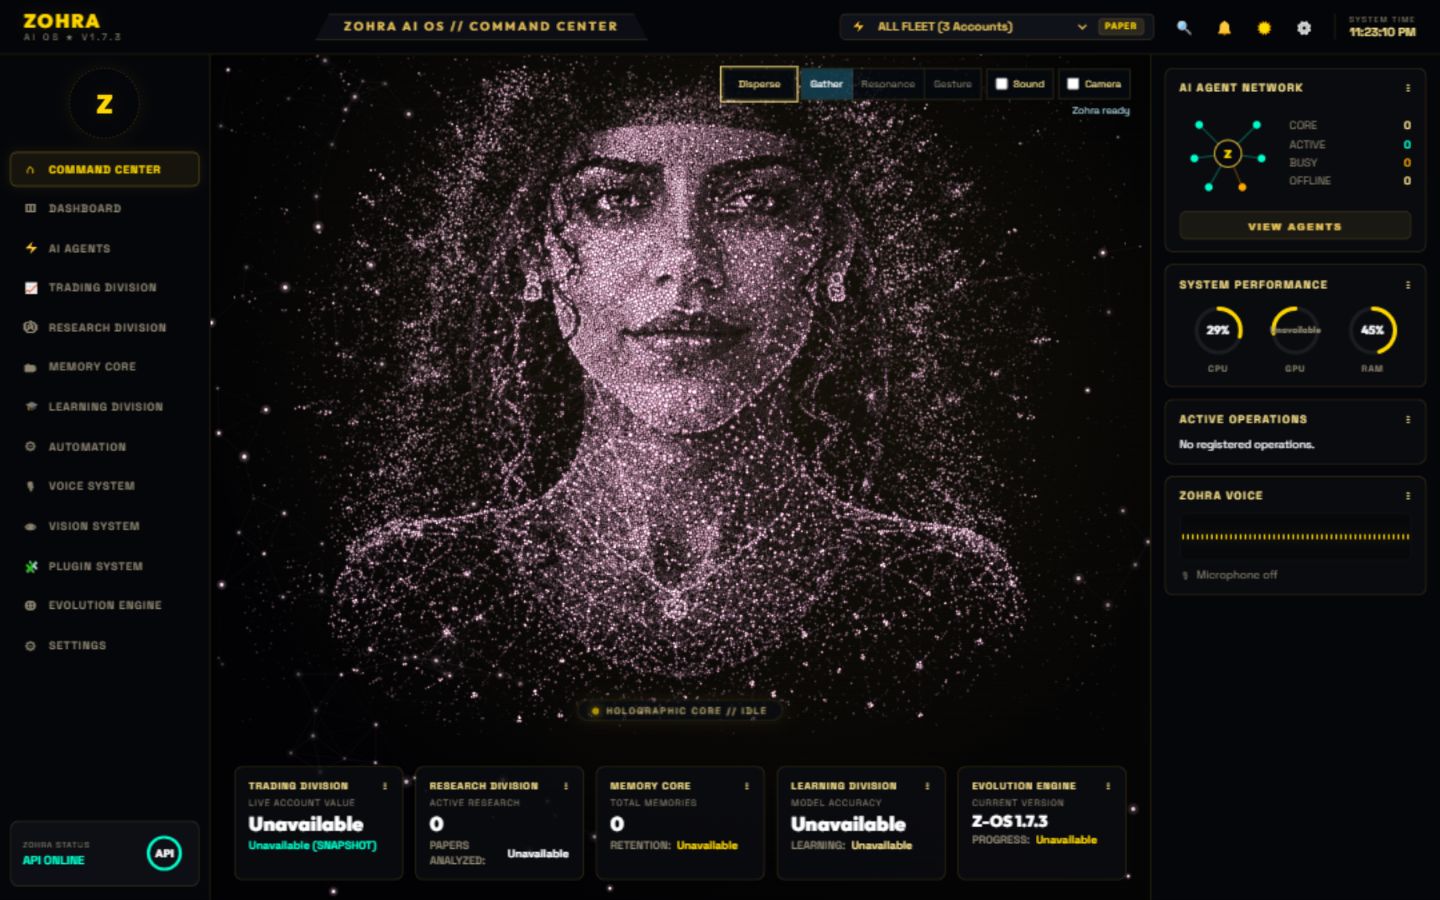 ZOHRA
AI OS ★ V1.7.3
ZOHRA AI OS // COMMAND CENTER
ALL FLEET (3 Accounts)
PAPER
SYSTEM TIME
11:23:10 PM
Z
COMMAND CENTER
DASHBOARD
AI AGENTS
TRADING DIVISION
RESEARCH DIVISION
MEMORY CORE
LEARNING DIVISION
AUTOMATION
VOICE SYSTEM
VISION SYSTEM
PLUGIN SYSTEM
EVOLUTION ENGINE
SETTINGS
ZOHRA STATUS
API ONLINE
API
Disperse
Gather
Resonance
Gesture
Sound
Camera
Zohra ready
HOLOGRAPHIC CORE // IDLE
TRADING DIVISION
LIVE ACCOUNT VALUE
Unavailable
Unavailable (SNAPSHOT)
RESEARCH DIVISION
ACTIVE RESEARCH
0
PAPERS ANALYZED: Unavailable
MEMORY CORE
TOTAL MEMORIES
0
RETENTION: Unavailable
LEARNING DIVISION
MODEL ACCURACY
Unavailable
LEARNING: Unavailable
EVOLUTION ENGINE
CURRENT VERSION
Z-OS 1.7.3
PROGRESS: Unavailable
AI AGENT NETWORK
Z
CORE 0
ACTIVE 0
BUSY 0
OFFLINE 0
VIEW AGENTS
SYSTEM PERFORMANCE
29%
Unavailable
45%
CPU
GPU
RAM
ACTIVE OPERATIONS
No registered operations.
ZOHRA VOICE
Microphone off